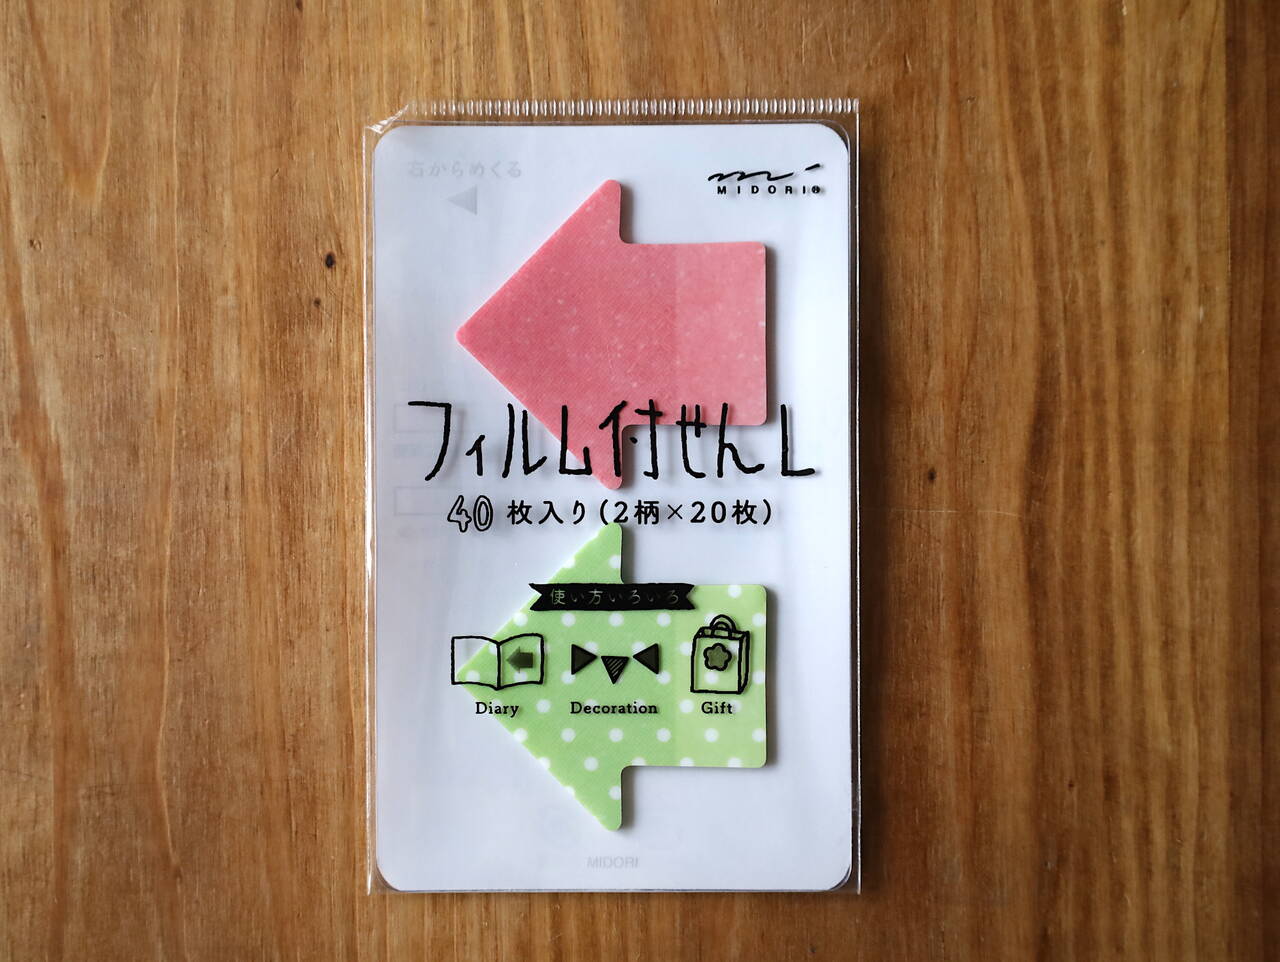 右からめくる
MIDORI®
フィルム付せんし
40枚入り(2柄×20枚)
使い方いろいろ
Diary Decoration Gift
MIDORI